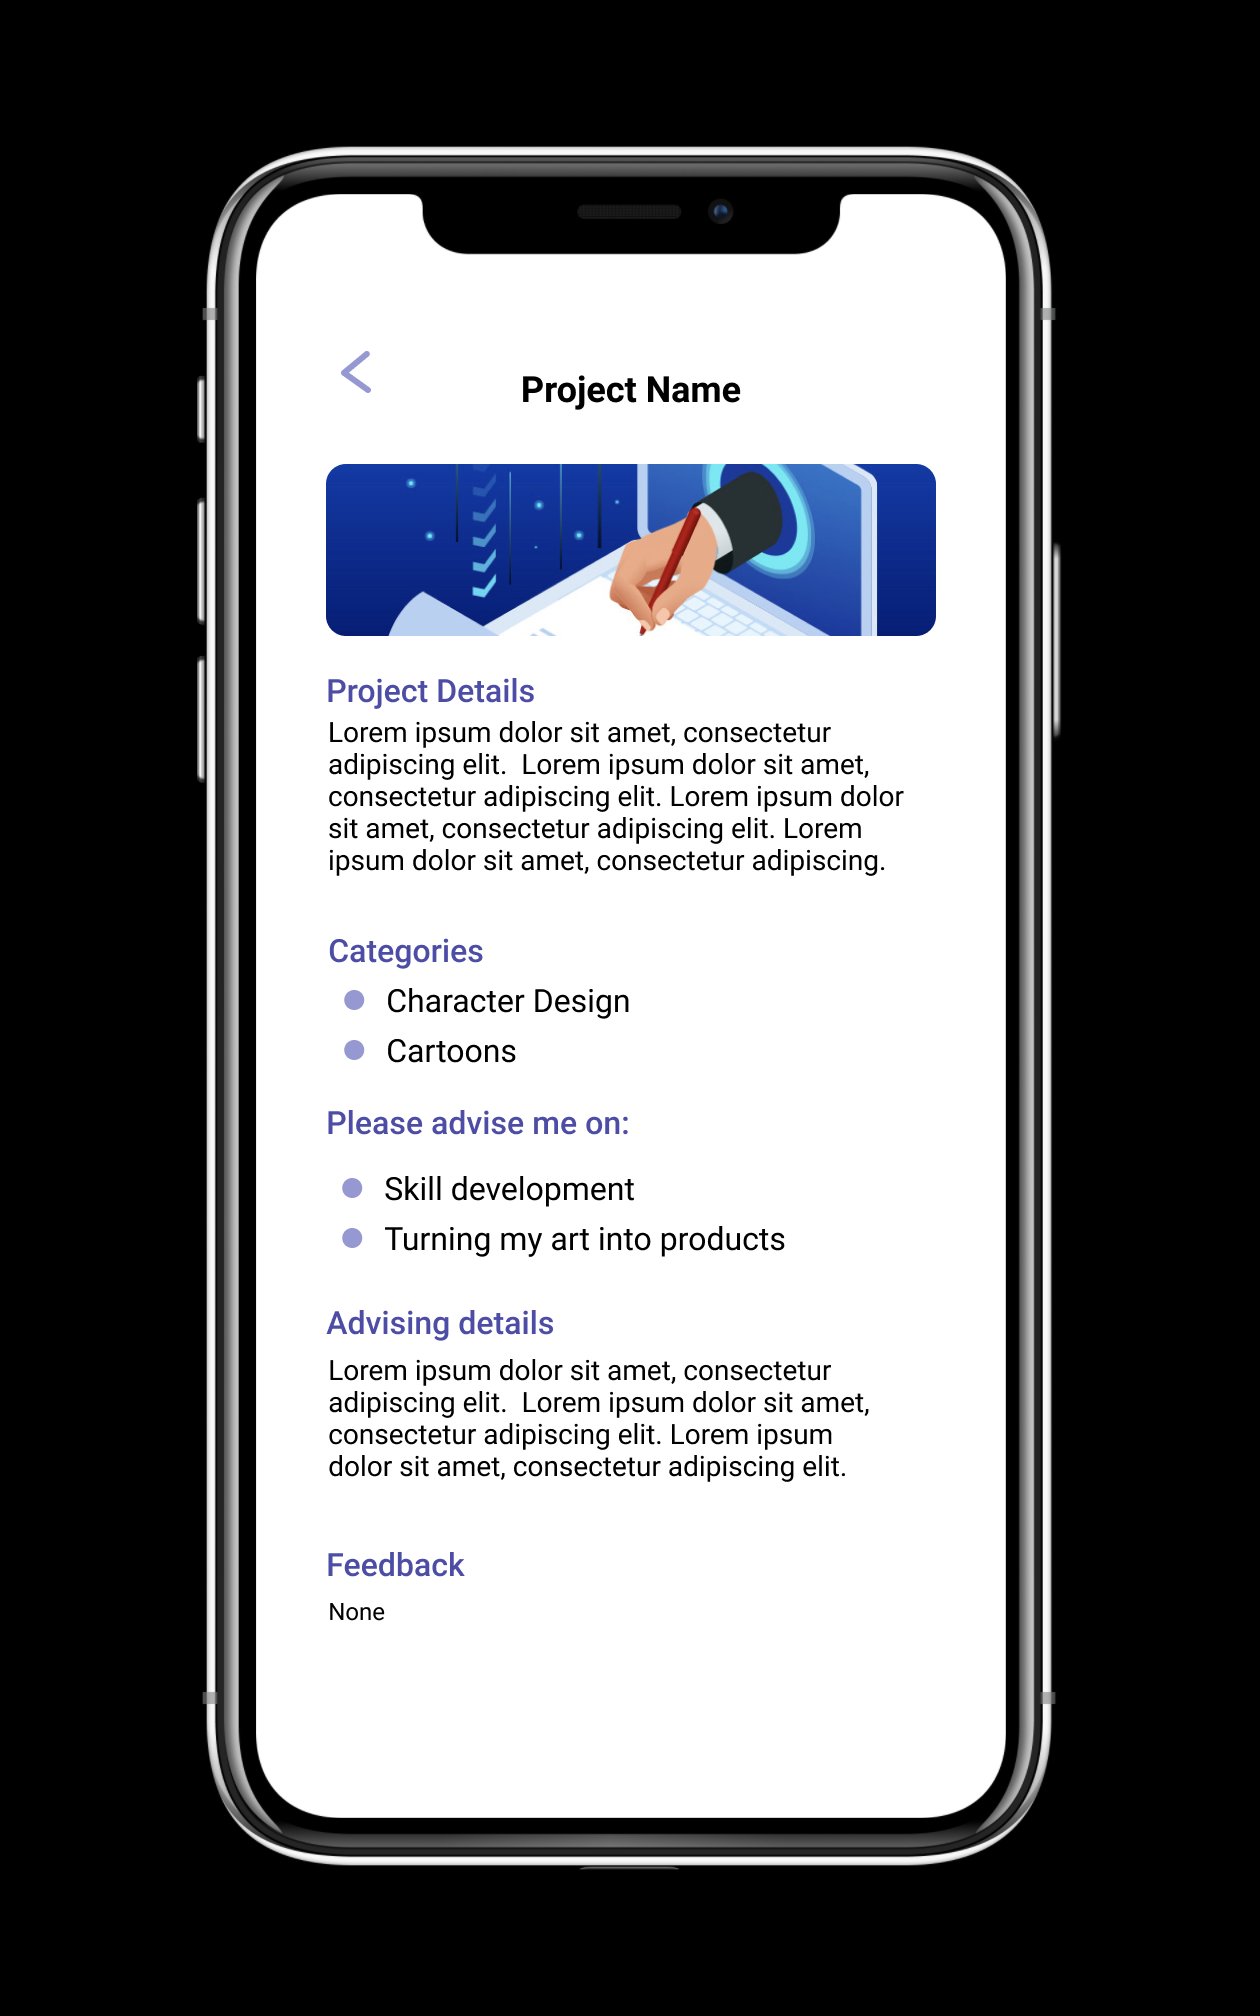 Project Name
Project Details
Lorem ipsum dolor sit amet, consectetur
adipiscing elit.  Lorem ipsum dolor sit amet,
consectetur adipiscing elit. Lorem ipsum dolor
sit amet, consectetur adipiscing elit. Lorem
ipsum dolor sit amet, consectetur adipiscing.
Categories
Character Design
Cartoons
Please advise me on:
Skill development
Turning my art into products
Advising details
Lorem ipsum dolor sit amet, consectetur
adipiscing elit.  Lorem ipsum dolor sit amet,
consectetur adipiscing elit. Lorem ipsum
dolor sit amet, consectetur adipiscing elit.
Feedback
None